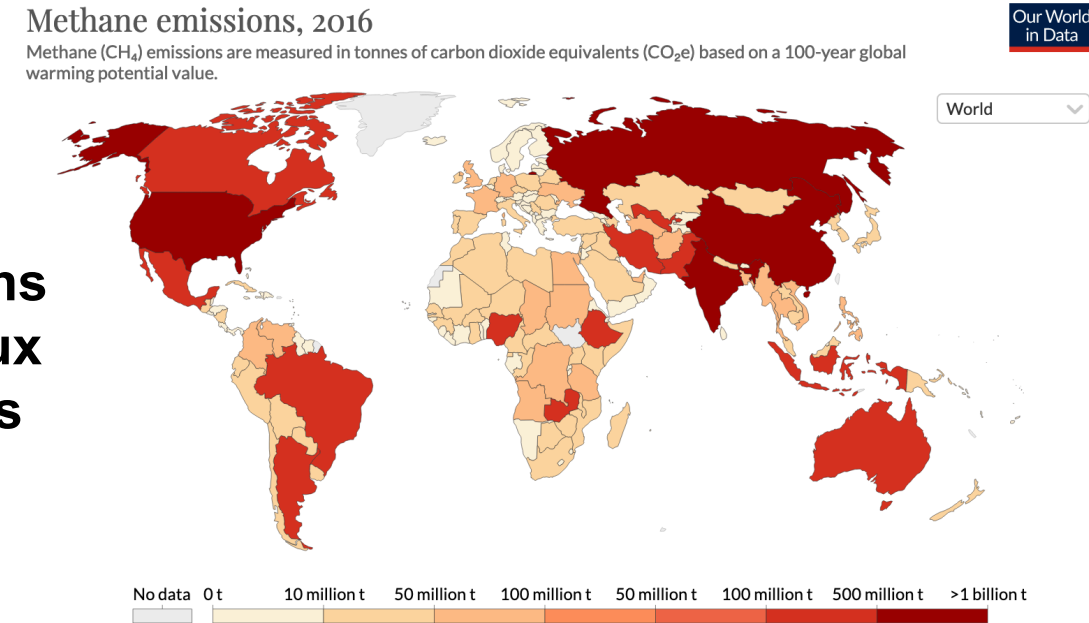 Methane emissions, 2016
Our World
in Data
Methane (CH₄) emissions are measured in tonnes of carbon dioxide equivalents (CO₂e) based on a 100-year global
warming potential value.
World
ns
ux
s
No data 0 t 10 million t 50 million t 100 million t 50 million t 100 million t 500 million t >1 billion t